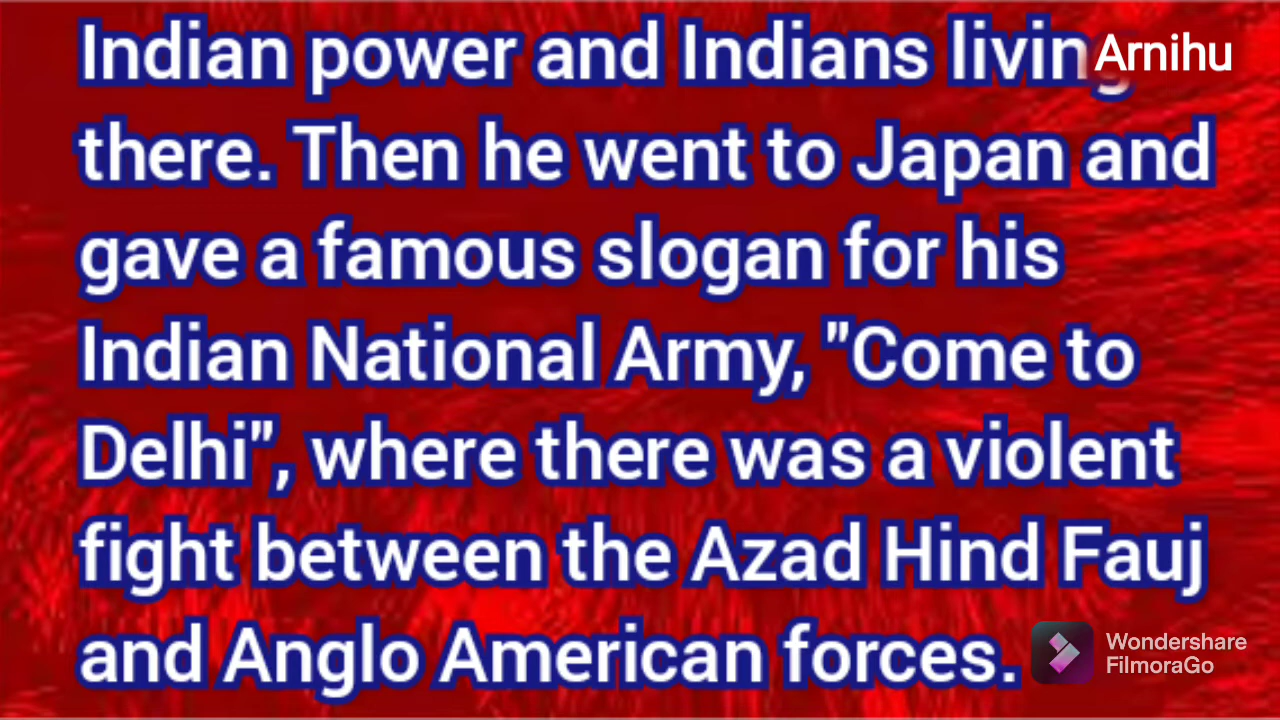 Indian power and Indians living
Arnihu
there. Then he went to Japan and
gave a famous slogan for his
Indian National Army, "Come to
Delhi", where there was a violent
fight between the Azad Hind Fauj
and Anglo American forces.
Wondershare
FilmoraGo